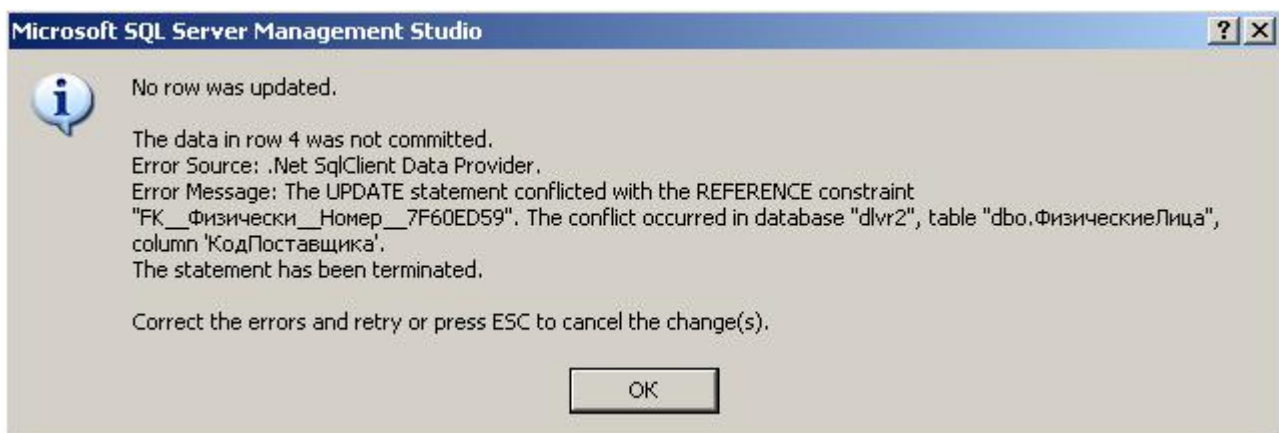 Microsoft SQL Server Management Studio
No row was updated.
The data in row 4 was not committed.
Error Source: .Net SqlClient Data Provider.
Error Message: The UPDATE statement conflicted with the REFERENCE constraint
"FK__Физически__Номер__7F60ED59". The conflict occurred in database "dlvr2", table "dbo.ФизическиеЛица",
column 'КодПоставщика'.
The statement has been terminated.
Correct the errors and retry or press ESC to cancel the change(s).
OK